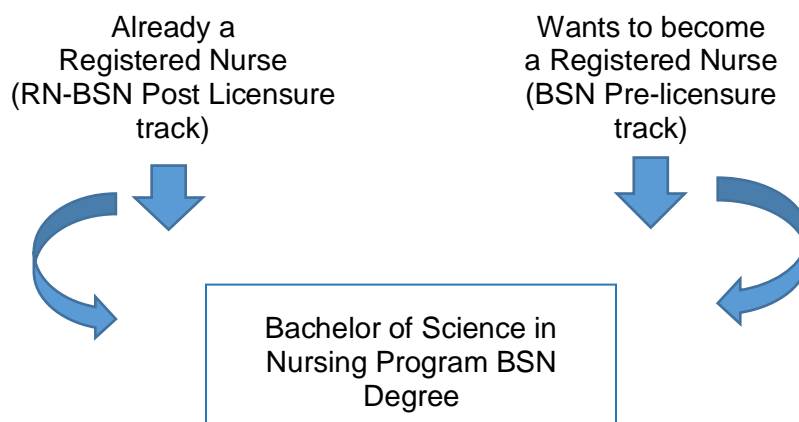 Already a
Registered Nurse
(RN-BSN Post Licensure
track)
Wants to become
a Registered Nurse
(BSN Pre-licensure
track)
Bachelor of Science in
Nursing Program BSN
Degree